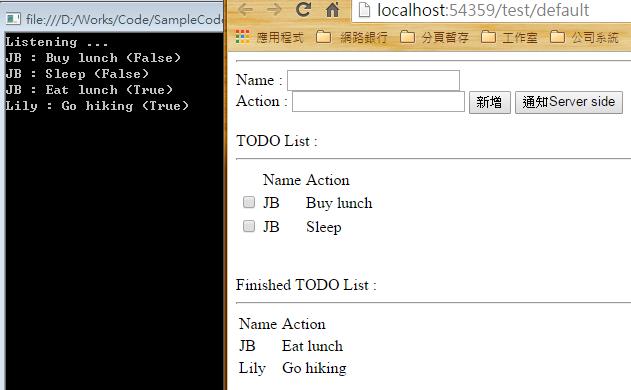 file:///D:/Works/Code/SampleCode
Listening ...
JB : Buy lunch (False)
JB : Sleep (False)
JB : Eat lunch (True)
Lily : Go hiking (True)
localhost:54359/test/default
應用程式 網路銀行 分頁暫存 工作室 公司系統
Name :
Action : 新增 通知Server side
TODO List :
Name Action
JB Buy lunch
JB Sleep
Finished TODO List :
Name Action
JB Eat lunch
Lily Go hiking